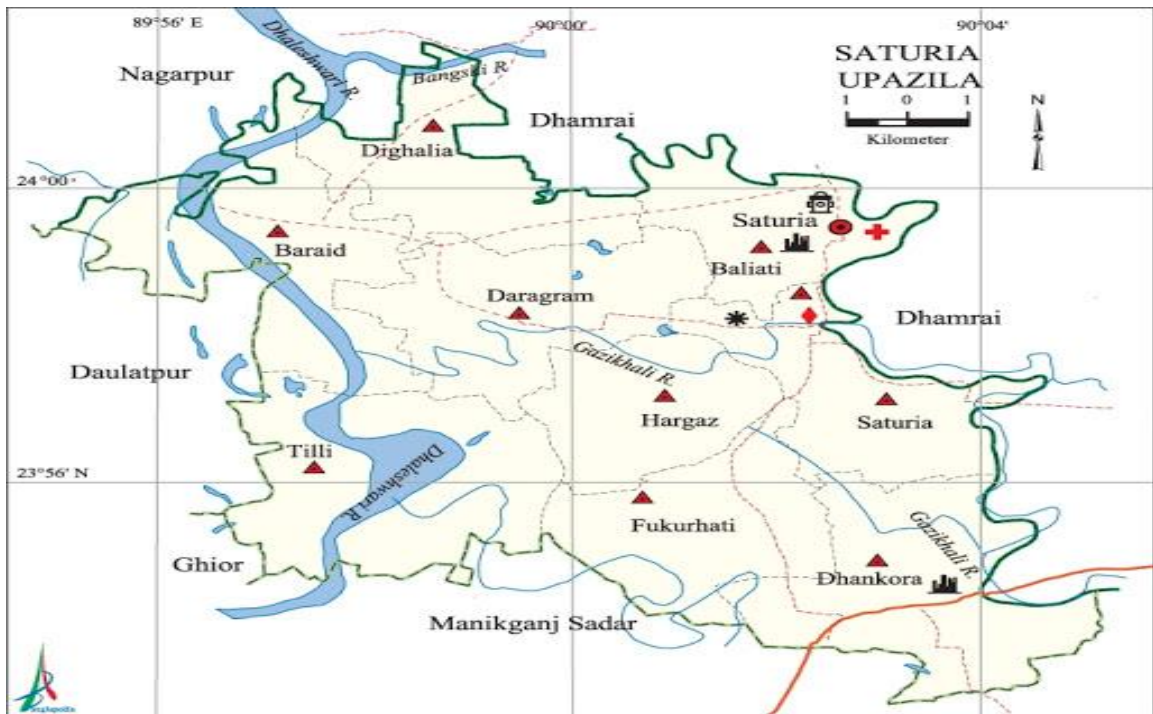 89°56' E
90°00'
90°04'
SATURIA
UPAZILA
1 0 1
Kilometer
N
Dhaleshwari R.
Bangshi R
Nagarpur
Dhamrai
Dighalia
24°00'
Saturia
Baraid
Baliati
Daragram
Dhamrai
Gazikhali R.
Daulatpur
Hargaz
Saturia
Tilli
Dhaleshwari R.
23°56' N
Fukurhati
Gazikhali R.
Ghior
Dhankora
Manikganj Sadar
Banglapedia